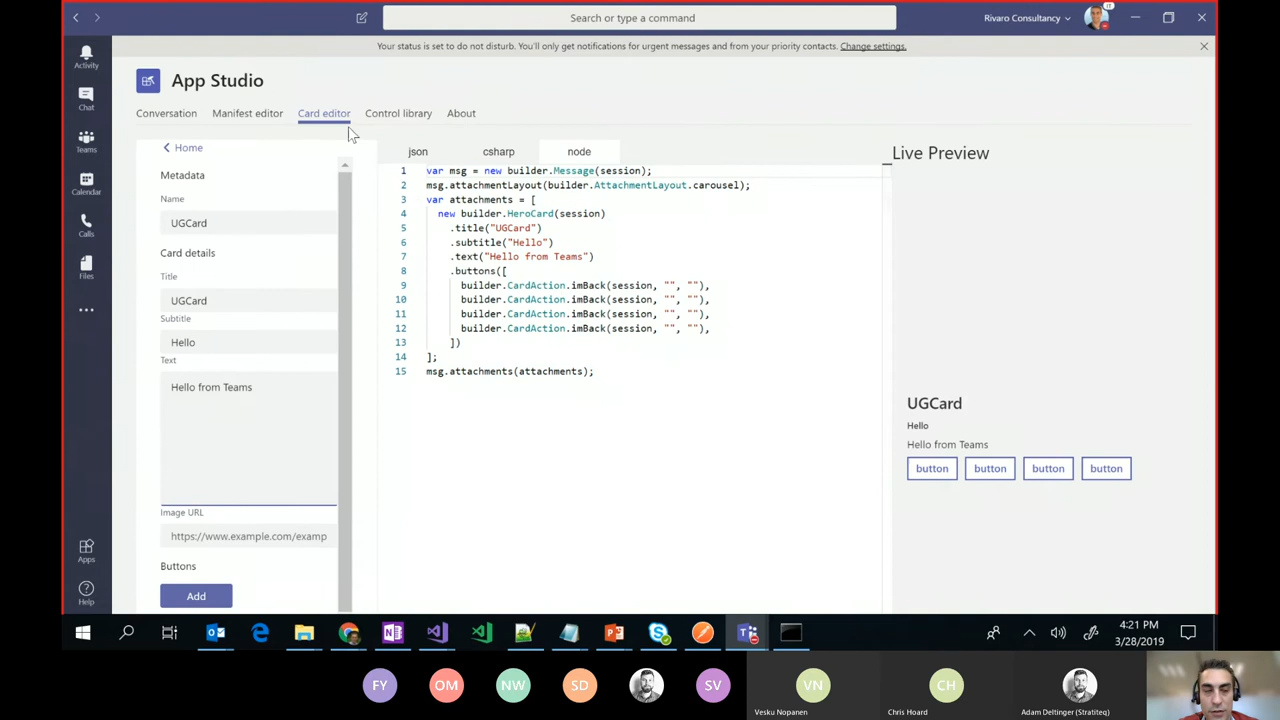 Search or type a command
Rivaro Consultancy
IT
Your status is set to do not disturb. You'll only get notifications for urgent messages and from your priority contacts. Change settings.
Activity
Chat
Teams
Calendar
Calls
Files
Apps
Help
App Studio
Conversation
Manifest editor
Card editor
Control library
About
Home
Metadata
Name
UGCard
Card details
Title
UGCard
Subtitle
Hello
Text
Hello from Teams
Image URL
https://www.example.com/examp
Buttons
Add
json
csharp
node
1 var msg = new builder.Message(session);
2 msg.attachmentLayout(builder.AttachmentLayout.carousel);
3 var attachments = [
4 new builder.HeroCard(session)
5 .title("UGCard")
6 .subtitle("Hello")
7 .text("Hello from Teams")
8 .buttons([
9 builder.CardAction.imBack(session, "", ""),
10 builder.CardAction.imBack(session, "", ""),
11 builder.CardAction.imBack(session, "", ""),
12 builder.CardAction.imBack(session, "", ""),
13 ])
14 ];
15 msg.attachments(attachments);
Live Preview
UGCard
Hello
Hello from Teams
button
button
button
button
4:21 PM
3/28/2019
FY
OM
NW
SD
SV
VN
Vesku Nopanen
CH
Chris Hoard
Adam Deltinger (Stratiteq)